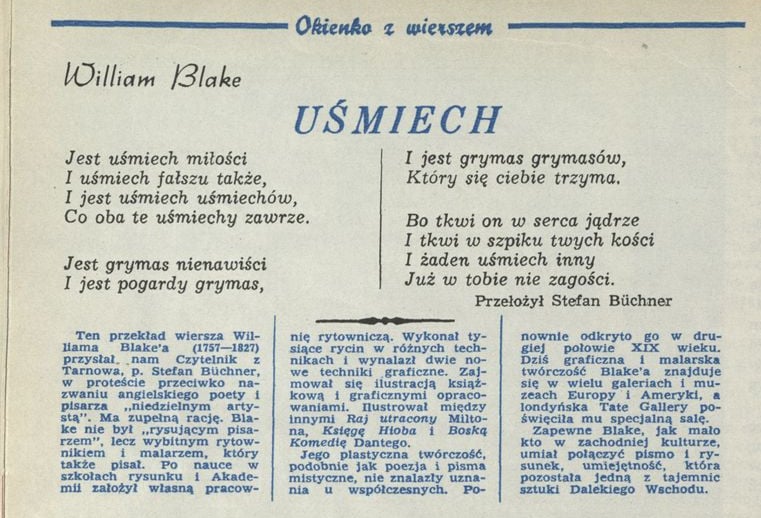 Okienko z wierszem
William Blake
UŚMIECH
Jest uśmiech miłości
I uśmiech fałszu także,
I jest uśmiech uśmiechów,
Co oba te uśmiechy zawrze.
Jest grymas nienawiści
I jest pogardy grymas,
I jest grymas grymasów,
Który się ciebie trzyma.
Bo tkwi on w serca jądrze
I tkwi w szpiku twych kości
I żaden uśmiech inny
Już w tobie nie zagości.
Przełożył Stefan Büchner
Ten przekład wiersza Wil-
liama Blake'a (1757—1827)
przysłał nam Czytelnik z
Tarnowa, p. Stefan Büchner,
w proteście przeciwko na-
zwaniu angielskiego poety i
pisarza „niedzielnym arty-
stą”. Ma zupełną rację. Bla-
ke nie był „rysującym pisa-
rzem”, lecz wybitnym rytow-
nikiem i malarzem, który
także pisał. Po nauce w
szkołach rysunku i Akade-
mii założył własną pracow-
nię rytowniczą. Wykonał ty-
siące rycin w różnych tech-
nikach i wynalazł dwie no-
we techniki graficzne. Zaj-
mował się ilustracją książ-
kową i graficznymi opraco-
waniami. Ilustrował między
innymi Raj utracony Milto-
na, Księgę Hioba i Boską
Komedię Dantego.
Jego plastyczna twórczość,
podobnie jak poezja i pisma
mistyczne, nie znalazły uzna-
nia u współczesnych. Po-
nownie odkryto go w dru-
giej połowie XIX wieku.
Dziś graficzna i malarska
twórczość Blake'a znajduje
się w wielu galeriach i mu-
zeach Europy i Ameryki, a
londyńska Tate Gallery po-
święciła mu specjalną salę.
Zapewne Blake, jak mało
kto w zachodniej kulturze,
umiał połączyć pismo i ry-
sunek, umiejętność, która
pozostała jedną z tajemnic
sztuki Dalekiego Wschodu.